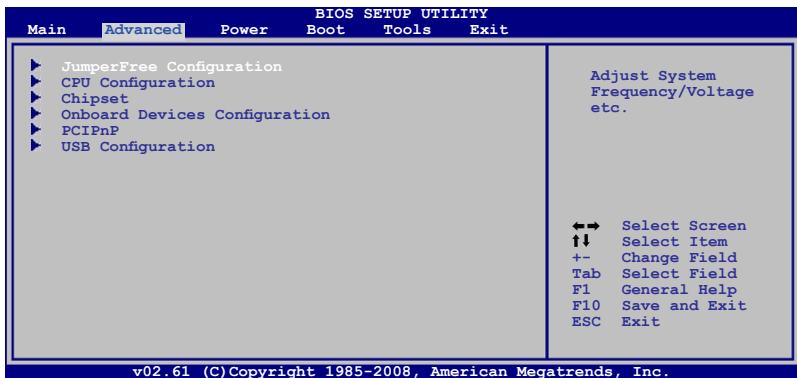 BIOS SETUP UTILITY
Main Advanced Power Boot Tools Exit
JumperFree Configuration
CPU Configuration
Chipset
Onboard Devices Configuration
PCIPnP
USB Configuration
Adjust System
Frequency/Voltage
etc.
Select Screen
Select Item
+- Change Field
Tab Select Field
F1 General Help
F10 Save and Exit
ESC Exit
v02.61 (C)Copyright 1985-2008, American Megatrends, Inc.